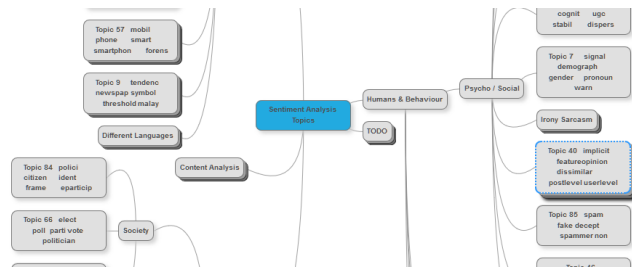 Topic 57 mobil
phone smart
smartphon forens
Topic 9 tendenc
newspap symbol
threshold malay
Different Languages
Content Analysis
Topic 84 polici
citizen ident
frame eparticip
Topic 66 elect
poll parti vote
politician
Society
Sentiment Analysis
Topics
Humans & Behaviour
TODO
Psycho / Social
cognit ugc
stabil dispers
Topic 7 signal
demograph
gender pronoun
warn
Irony Sarcasm
Topic 40 implicit
featureopinion
dissimilar
postlevel userlevel
Topic 85 spam
fake decept
spammer non
Topic 46